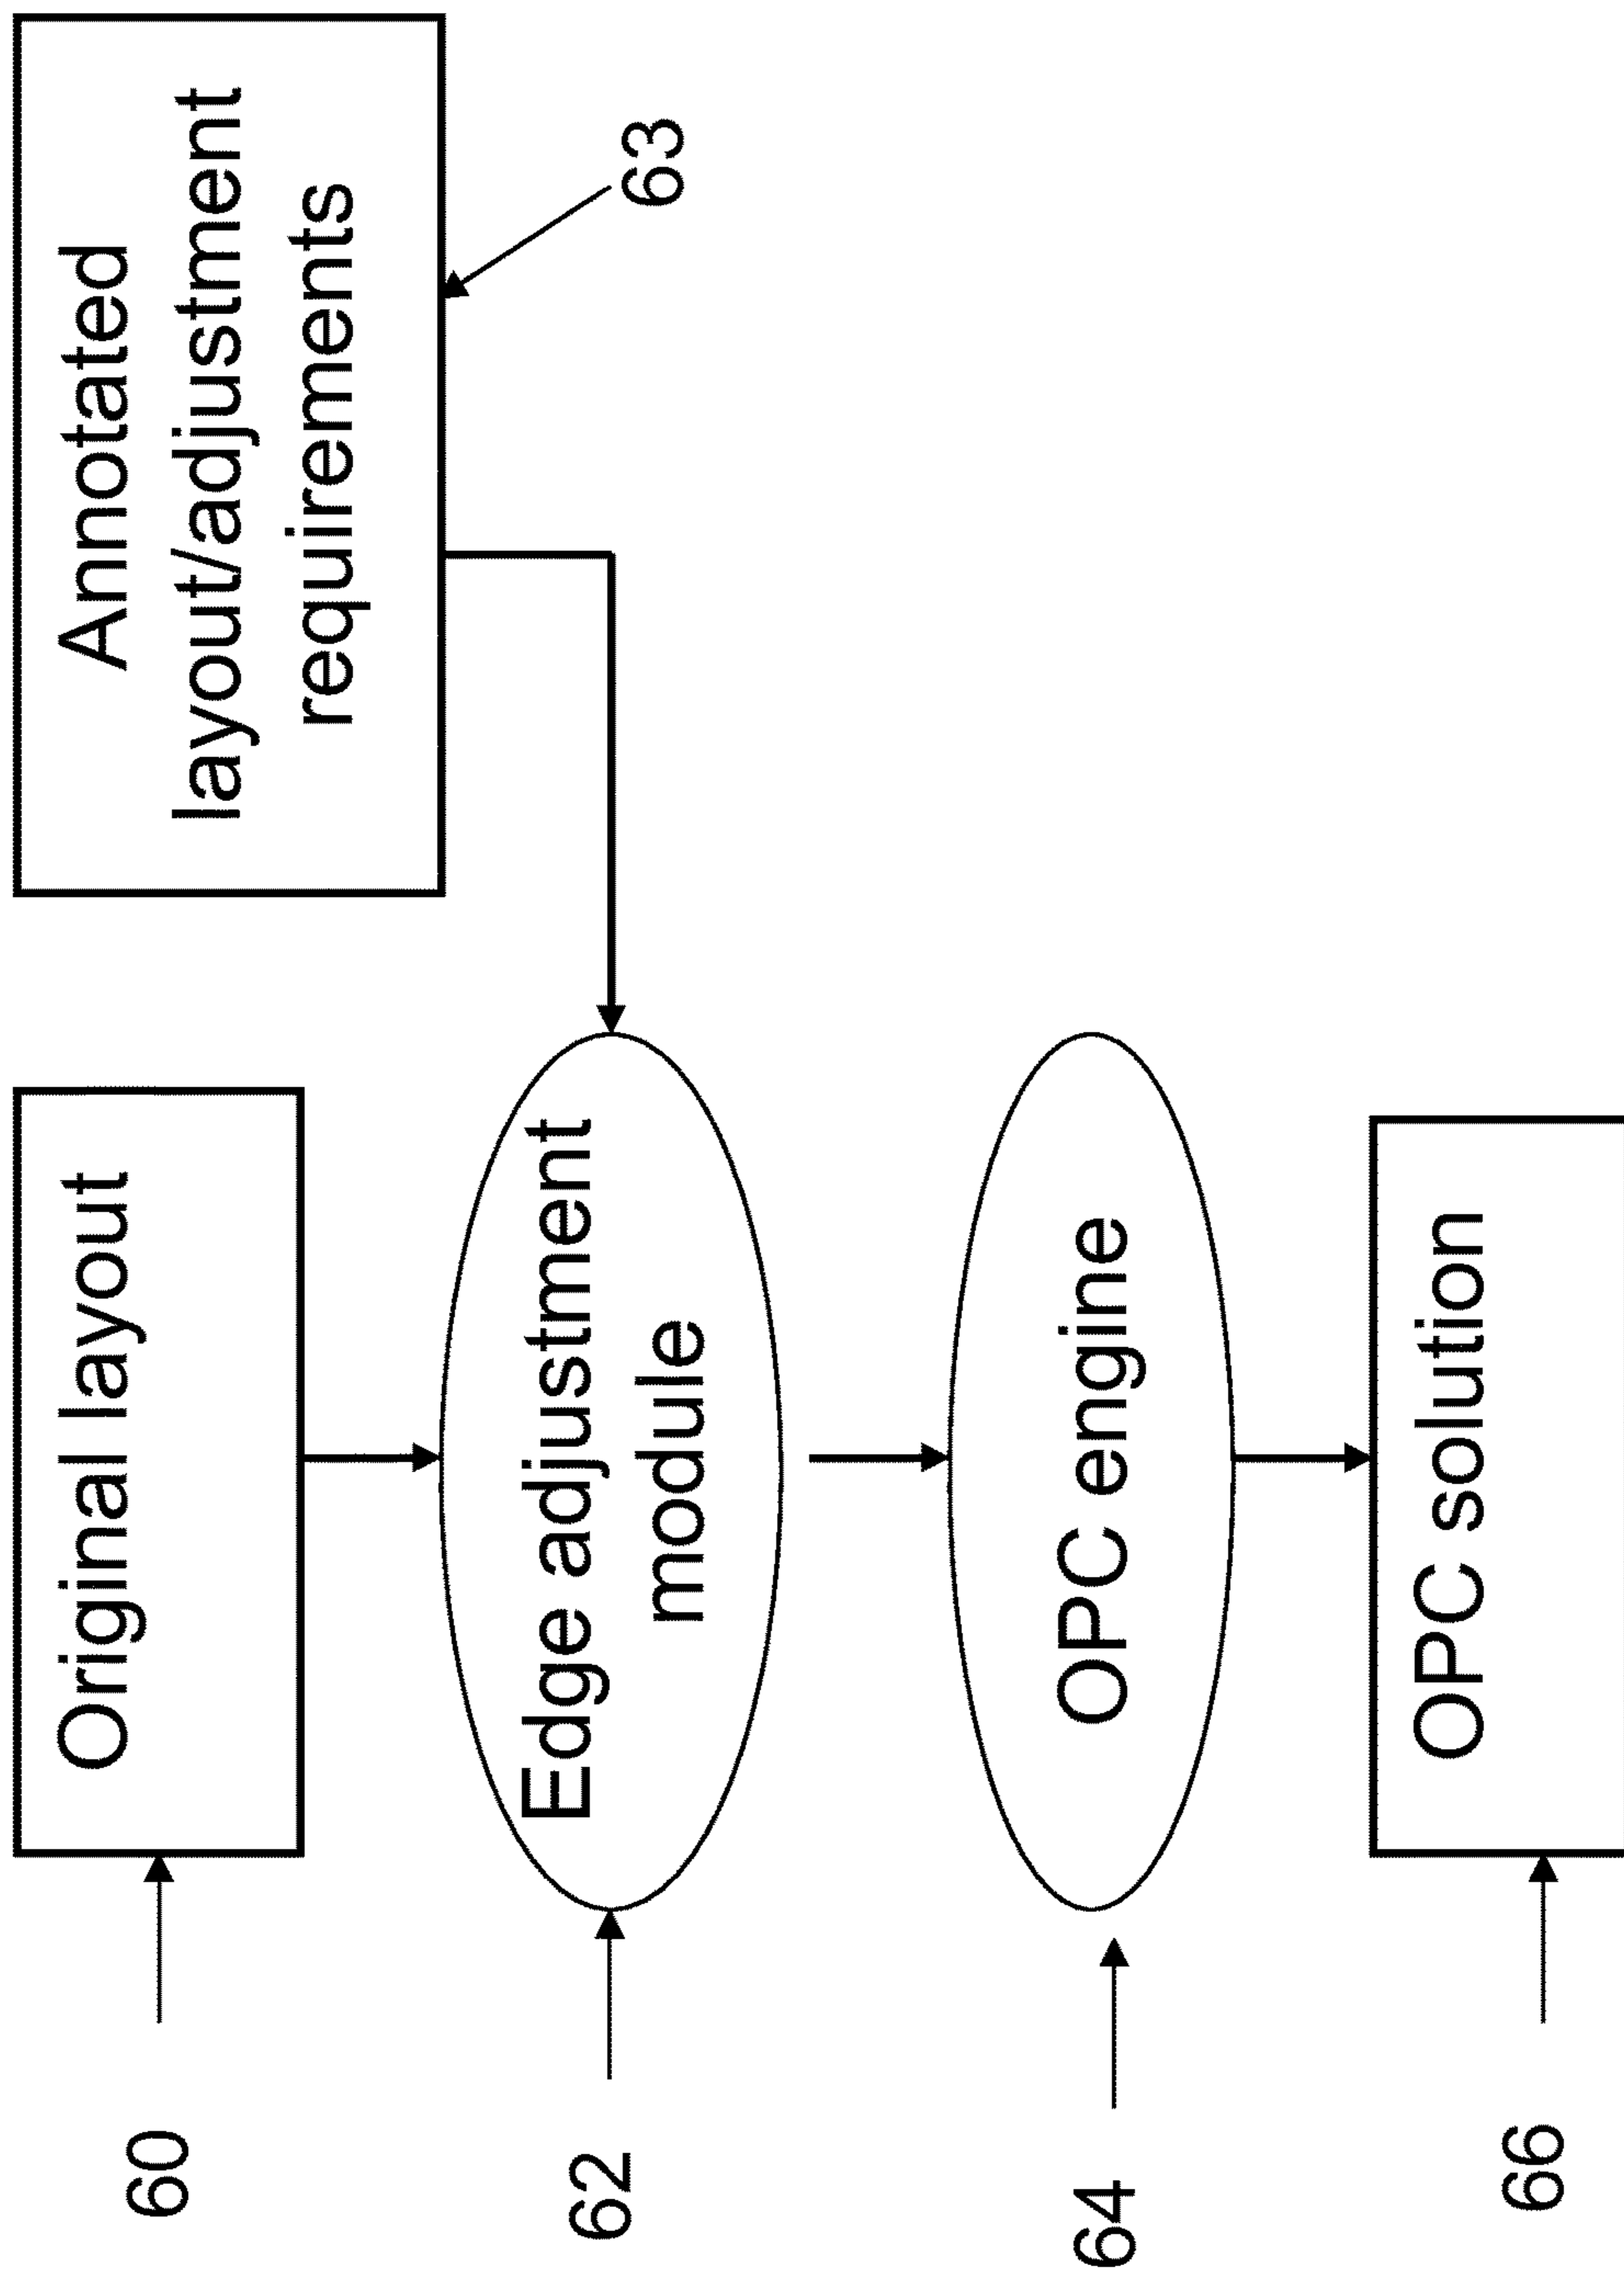 Original layout
Annotated
layout/adjustment
requirements
60
63
Edge adjustment
module
62
OPC engine
64
OPC solution
66